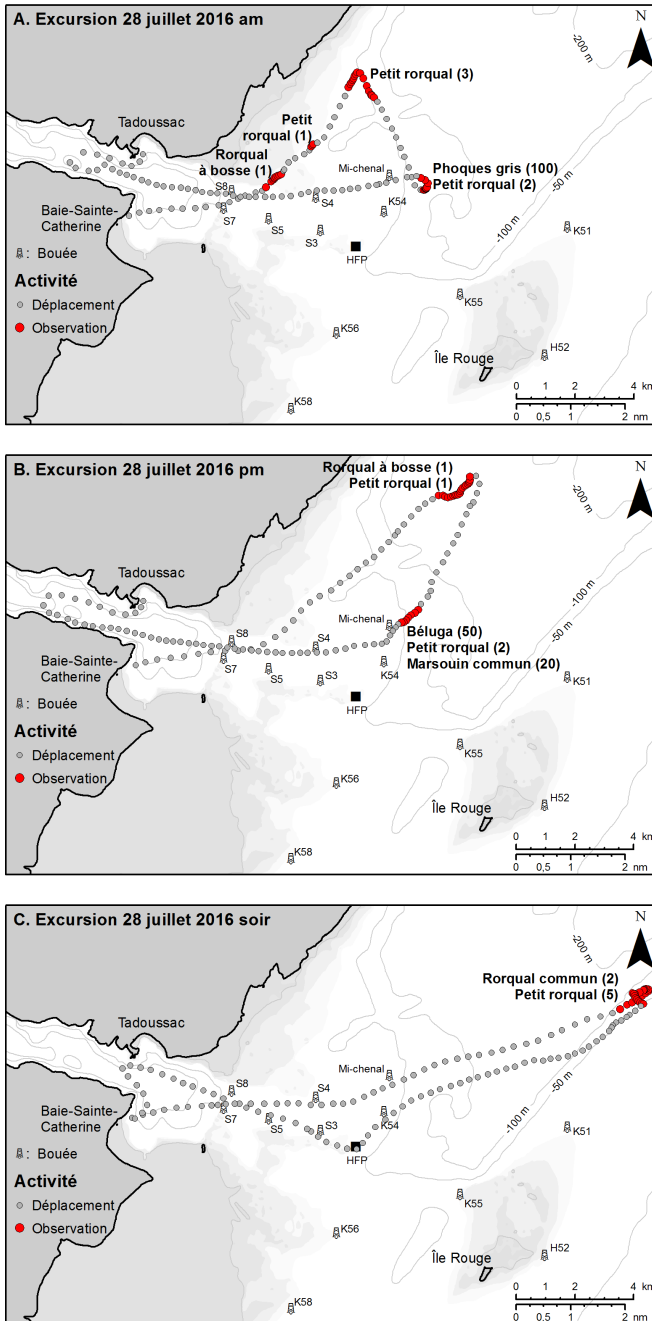 A. Excursion 28 juillet 2016 am
N
-200 m
Petit rorqual (3)
Tadoussac
Petit
rorqual (1)
Rorqual
à bosse (1)
Mi-chenal
Phoques gris (100)
Petit rorqual (2)
-50 m
-100 m
S8
S4
K54
Baie-Sainte-
Catherine
S7
S5
S3
K51
: Bouée
HFP
Activité
Déplacement
Observation
K55
K56
Île Rouge
H52
K58
0 2 4 km
0 0,5 1 2 nm
B. Excursion 28 juillet 2016 pm
N
Rorqual à bosse (1)
Petit rorqual (1)
-200 m
Tadoussac
-100 m
-50 m
Mi-chenal
S8
S4
Béluga (50)
Petit rorqual (2)
Marsouin commun (20)
Baie-Sainte-
Catherine
S7
S5
S3
K54
K51
: Bouée
HFP
Activité
Déplacement
Observation
K55
K56
Île Rouge
H52
K58
0 2 4 km
0 0,5 1 2 nm
C. Excursion 28 juillet 2016 soir
N
-200 m
Rorqual commun (2)
Petit rorqual (5)
Tadoussac
Mi-chenal
-50 m
-100 m
S8
S4
Baie-Sainte-
Catherine
S7
S5
S3
K54
K51
: Bouée
HFP
Activité
Déplacement
Observation
K55
K56
Île Rouge
H52
K58
0 2 4 km
0 0,5 1 2 nm